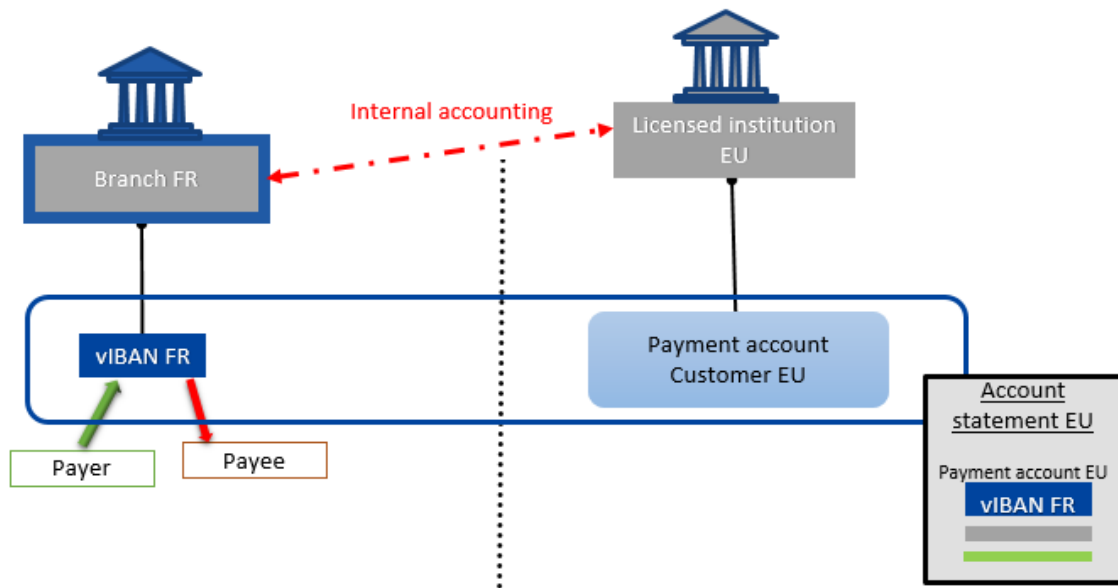 Internal accounting
Licensed institution
EU
Branch FR
vIBAN FR
Payment account
Customer EU
Payer
Payee
Account
statement EU
Payment account EU
vIBAN FR